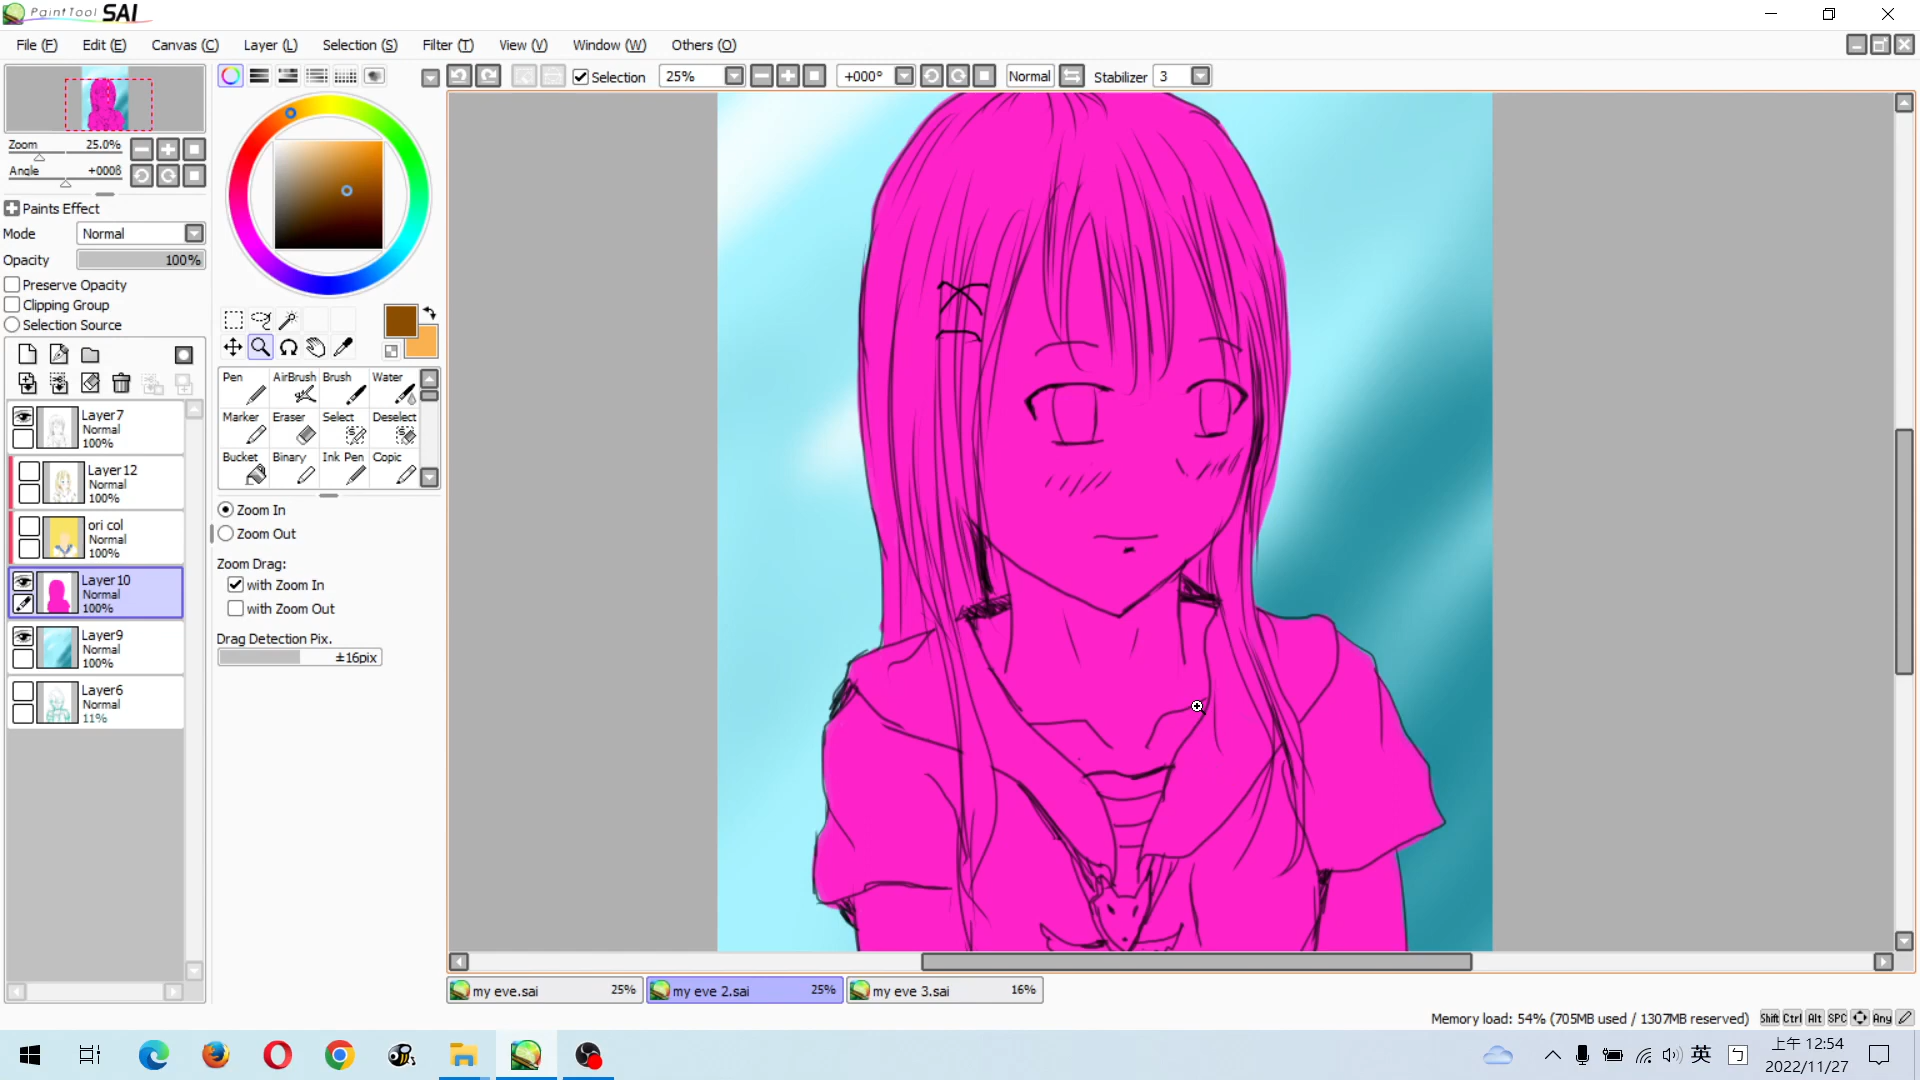 PaintTool SAI
File (F) Edit (E) Canvas (C) Layer (L) Selection (S) Filter (T) View (V) Window (W) Others (O)
Selection 25% +000° Normal Stabilizer 3
Zoom 25.0%
Angle +000ß
Paints Effect
Mode Normal
Opacity 100%
Preserve Opacity
Clipping Group
Selection Source
Layer7
Normal
100%
Layer12
Normal
100%
ori col
Normal
100%
Layer10
Normal
100%
Layer9
Normal
100%
Layer6
Normal
11%
Pen AirBrush Brush Water
Marker Eraser Select Deselect
Bucket Binary Ink Pen Copic
Zoom In
Zoom Out
Zoom Drag:
with Zoom In
with Zoom Out
Drag Detection Pix.
±16pix
my eve.sai 25% my eve 2.sai 25% my eve 3.sai 16%
Memory load: 54% (705MB used / 1307MB reserved) Shift Ctrl Alt SPC Any
英 ㄅ 上午 12:54
2022/11/27